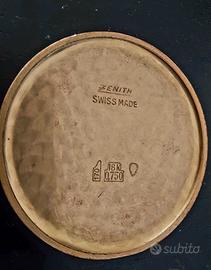 ZENITH
SWISS MADE
18K
0,750
subito